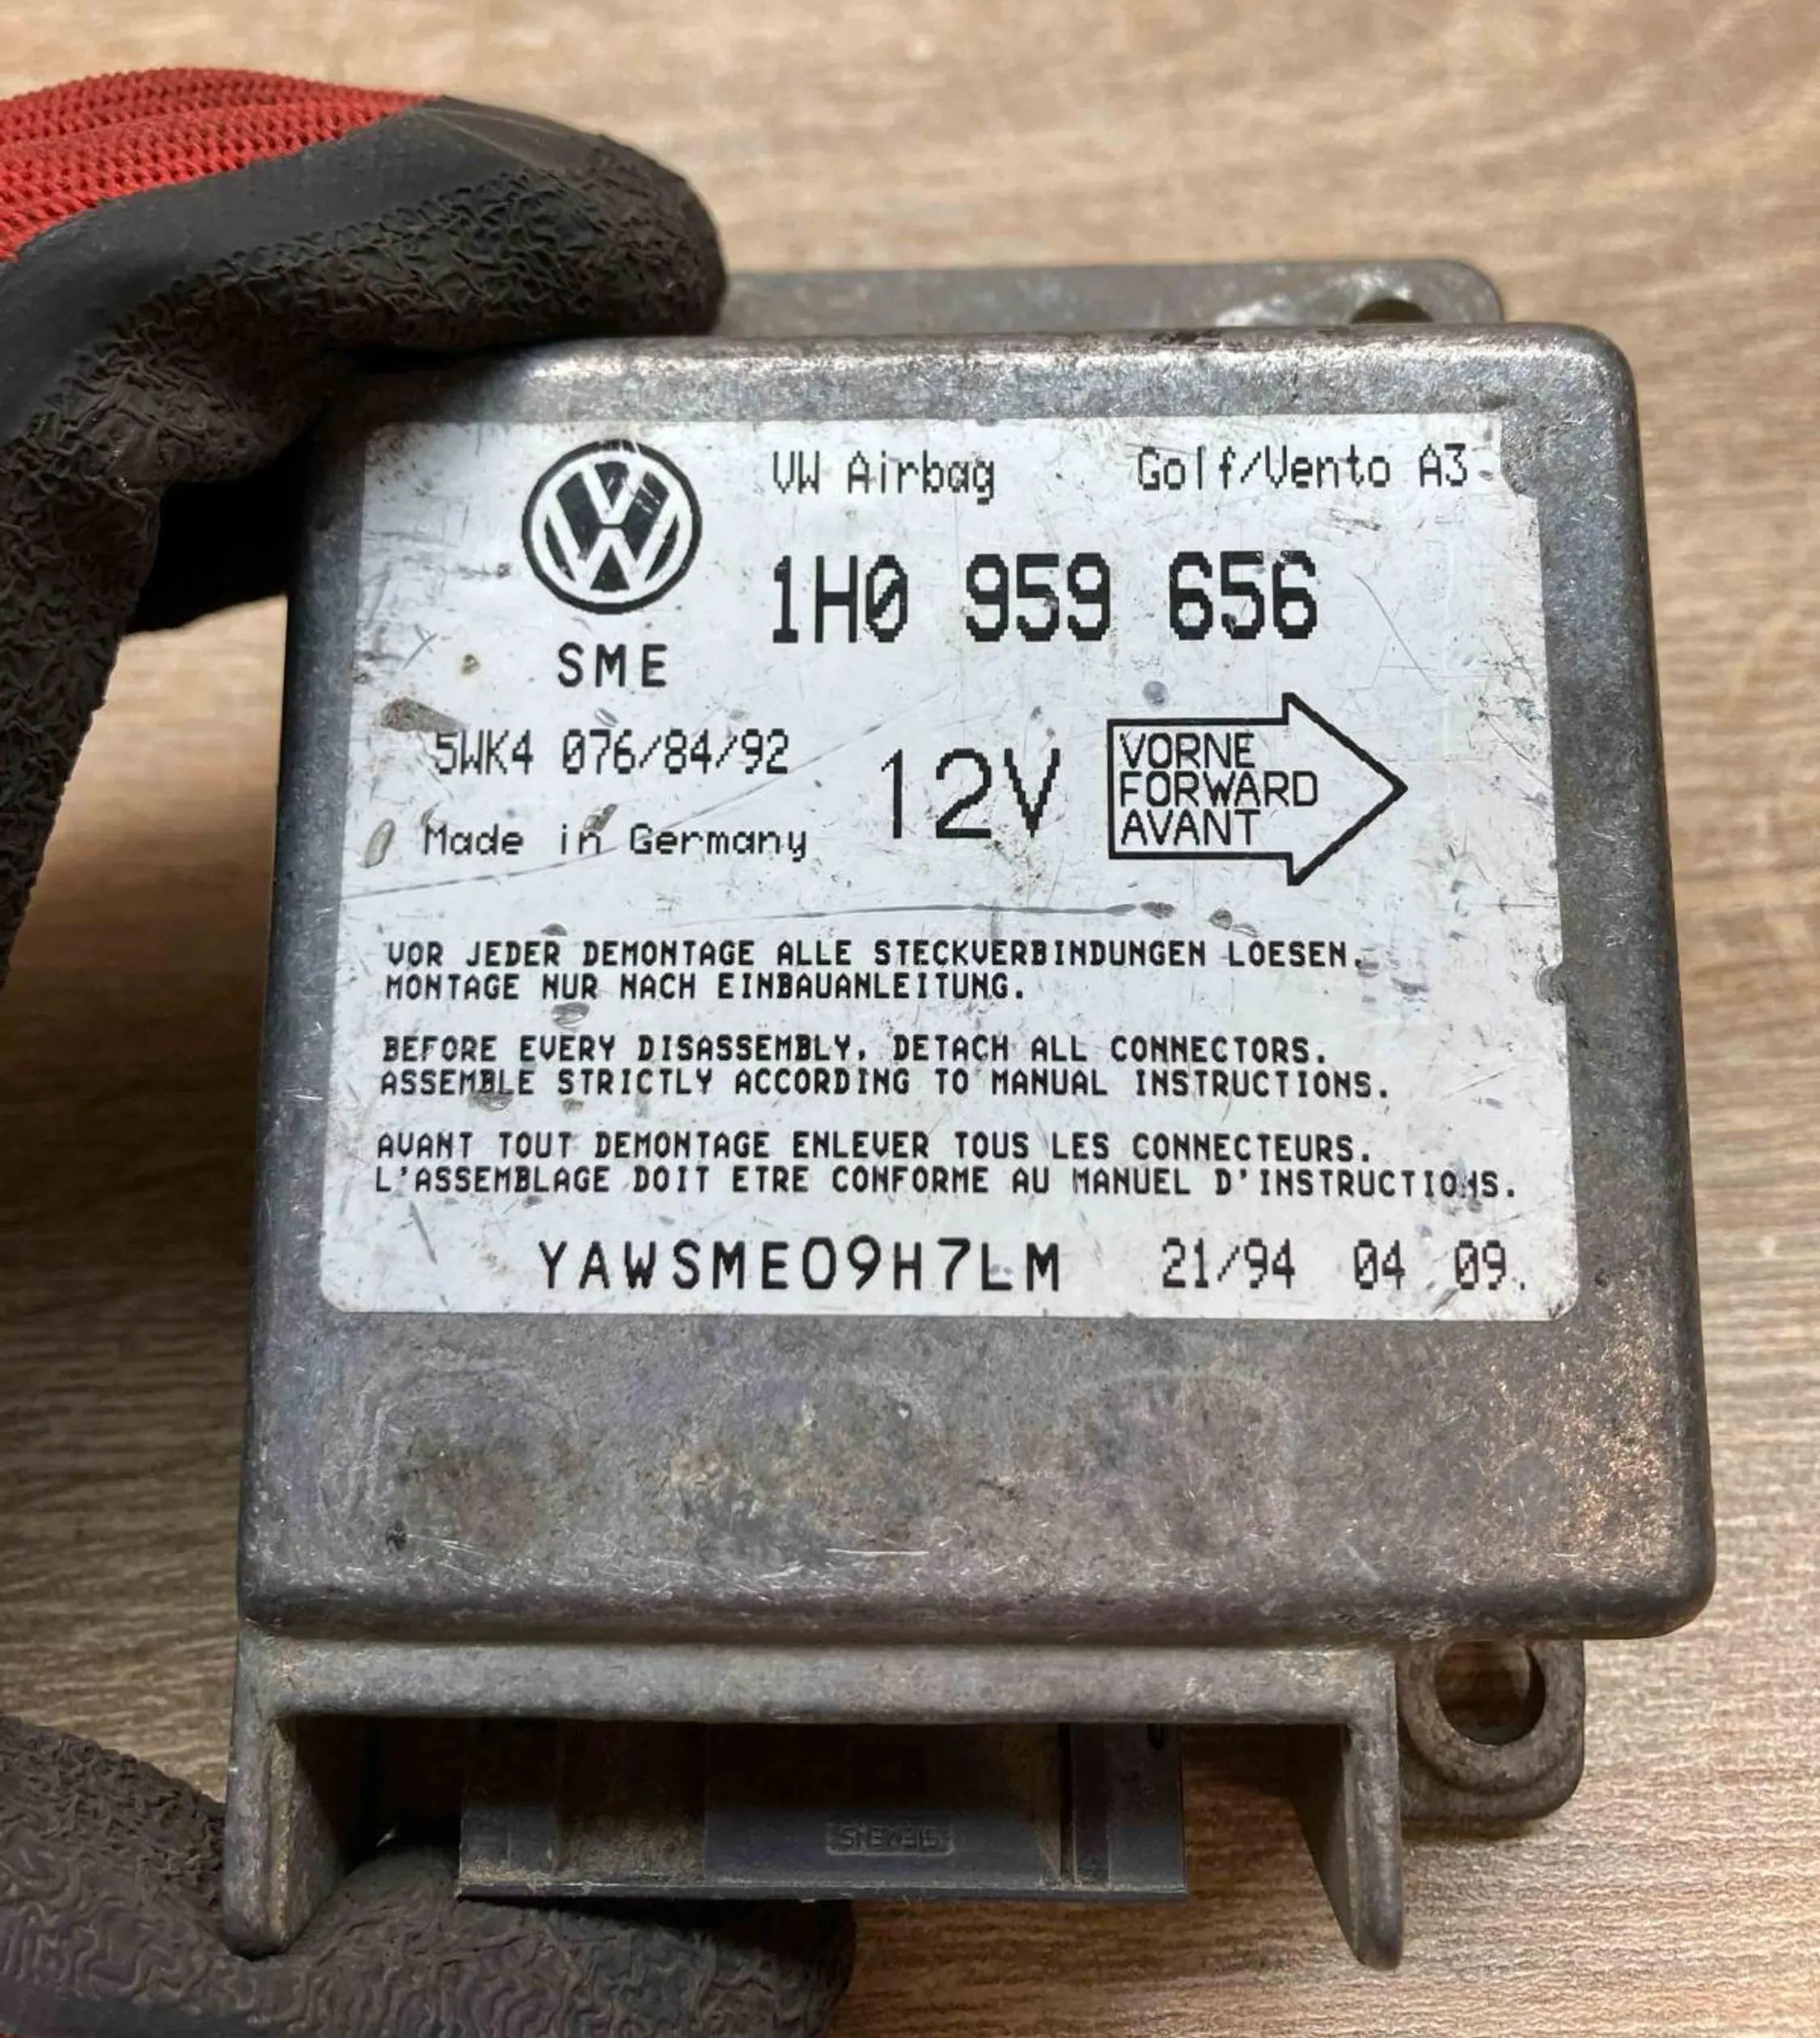 VW Airbag Golf/Vento A3
1H0 959 656
SME
5WK4 076/84/92
12V
VORNE
FORWARD
AVANT
Made in Germany
VOR JEDER DEMONTAGE ALLE STECKVERBINDUNGEN LOESEN.
MONTAGE NUR NACH EINBAUANLEITUNG.
BEFORE EVERY DISASSEMBLY, DETACH ALL CONNECTORS.
ASSEMBLE STRICTLY ACCORDING TO MANUAL INSTRUCTIONS.
AVANT TOUT DEMONTAGE ENLEVER TOUS LES CONNECTEURS.
L'ASSEMBLAGE DOIT ETRE CONFORME AU MANUEL D'INSTRUCTIONS.
YAWSME09H7LM 21/94 04 09.
SIEMENS